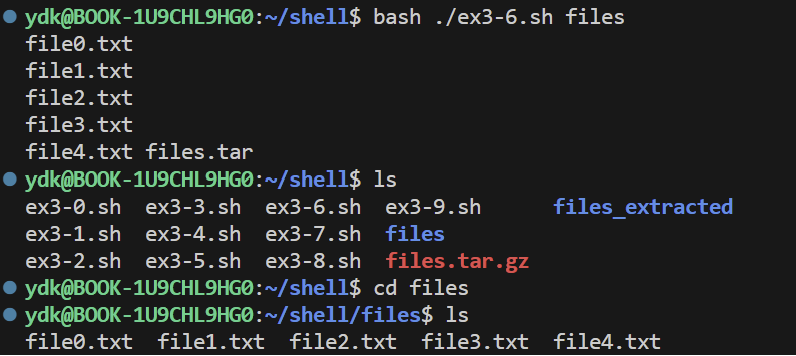 ydk@BOOK-1U9CHL9HG0:~/shell$ bash ./ex3-6.sh files
file0.txt
file1.txt
file2.txt
file3.txt
file4.txt files.tar
ydk@BOOK-1U9CHL9HG0:~/shell$ ls
ex3-0.sh  ex3-3.sh  ex3-6.sh  ex3-9.sh      files_extracted
ex3-1.sh  ex3-4.sh  ex3-7.sh  files
ex3-2.sh  ex3-5.sh  ex3-8.sh  files.tar.gz
ydk@BOOK-1U9CHL9HG0:~/shell$ cd files
ydk@BOOK-1U9CHL9HG0:~/shell/files$ ls
file0.txt  file1.txt  file2.txt  file3.txt  file4.txt